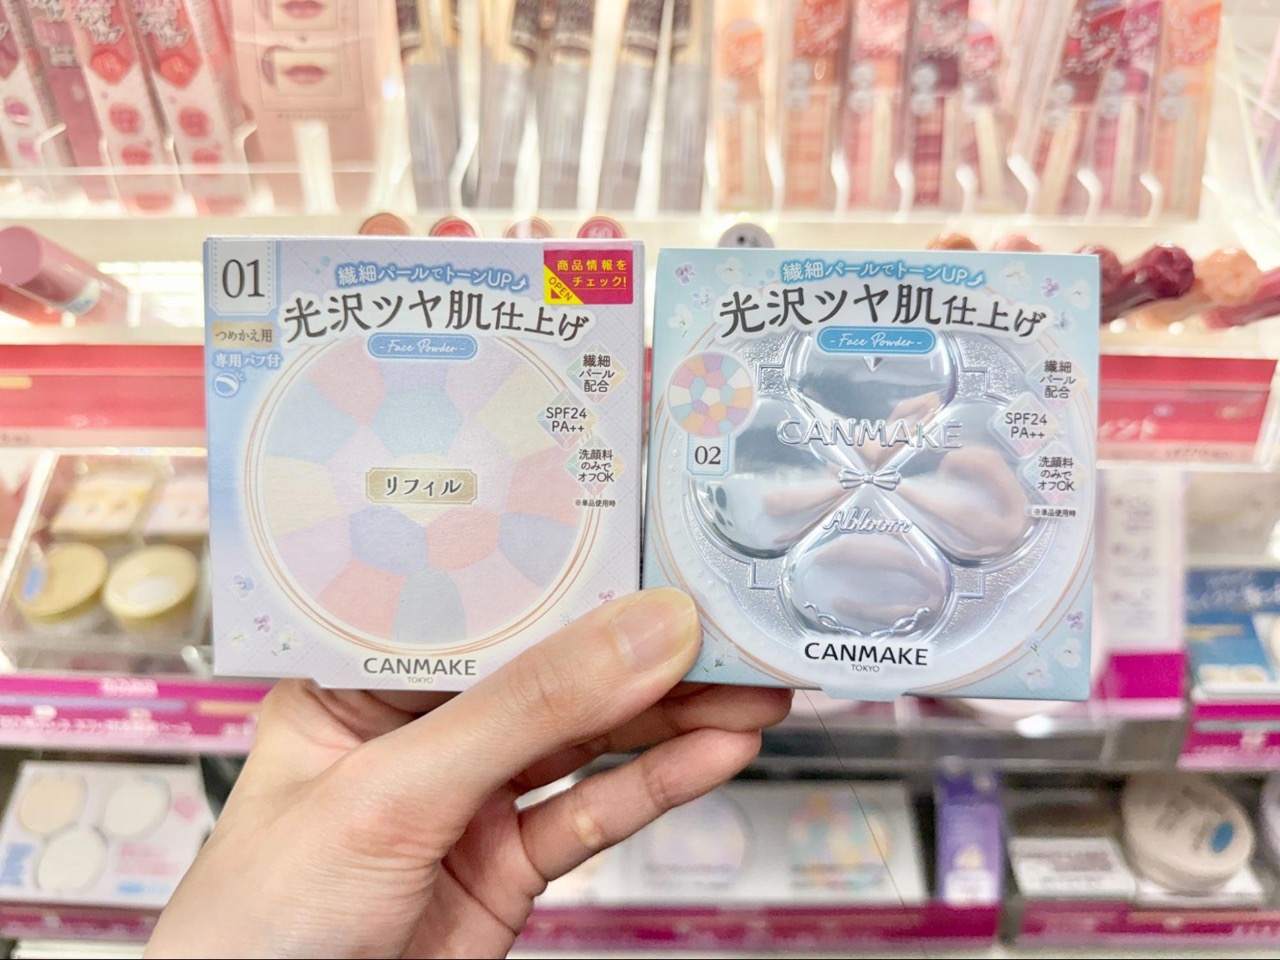 01
つめかえ用
専用パフ付
繊細パールでトーンUP
光沢ツヤ肌仕上げ
-Face Powder-
商品情報を
チェック!
OPEN
繊細
パール
配合
SPF24
PA++
洗顔料
のみで
オフOK
※単品使用時
リフィル
CANMAKE
TOKYO
繊細パールでトーンUP
光沢ツヤ肌仕上げ
-Face Powder-
02
CANMAKE
Abloom
繊細
パール
配合
SPF24
PA++
洗顔料
のみで
オフOK
※単品使用時
CANMAKE
TOKYO